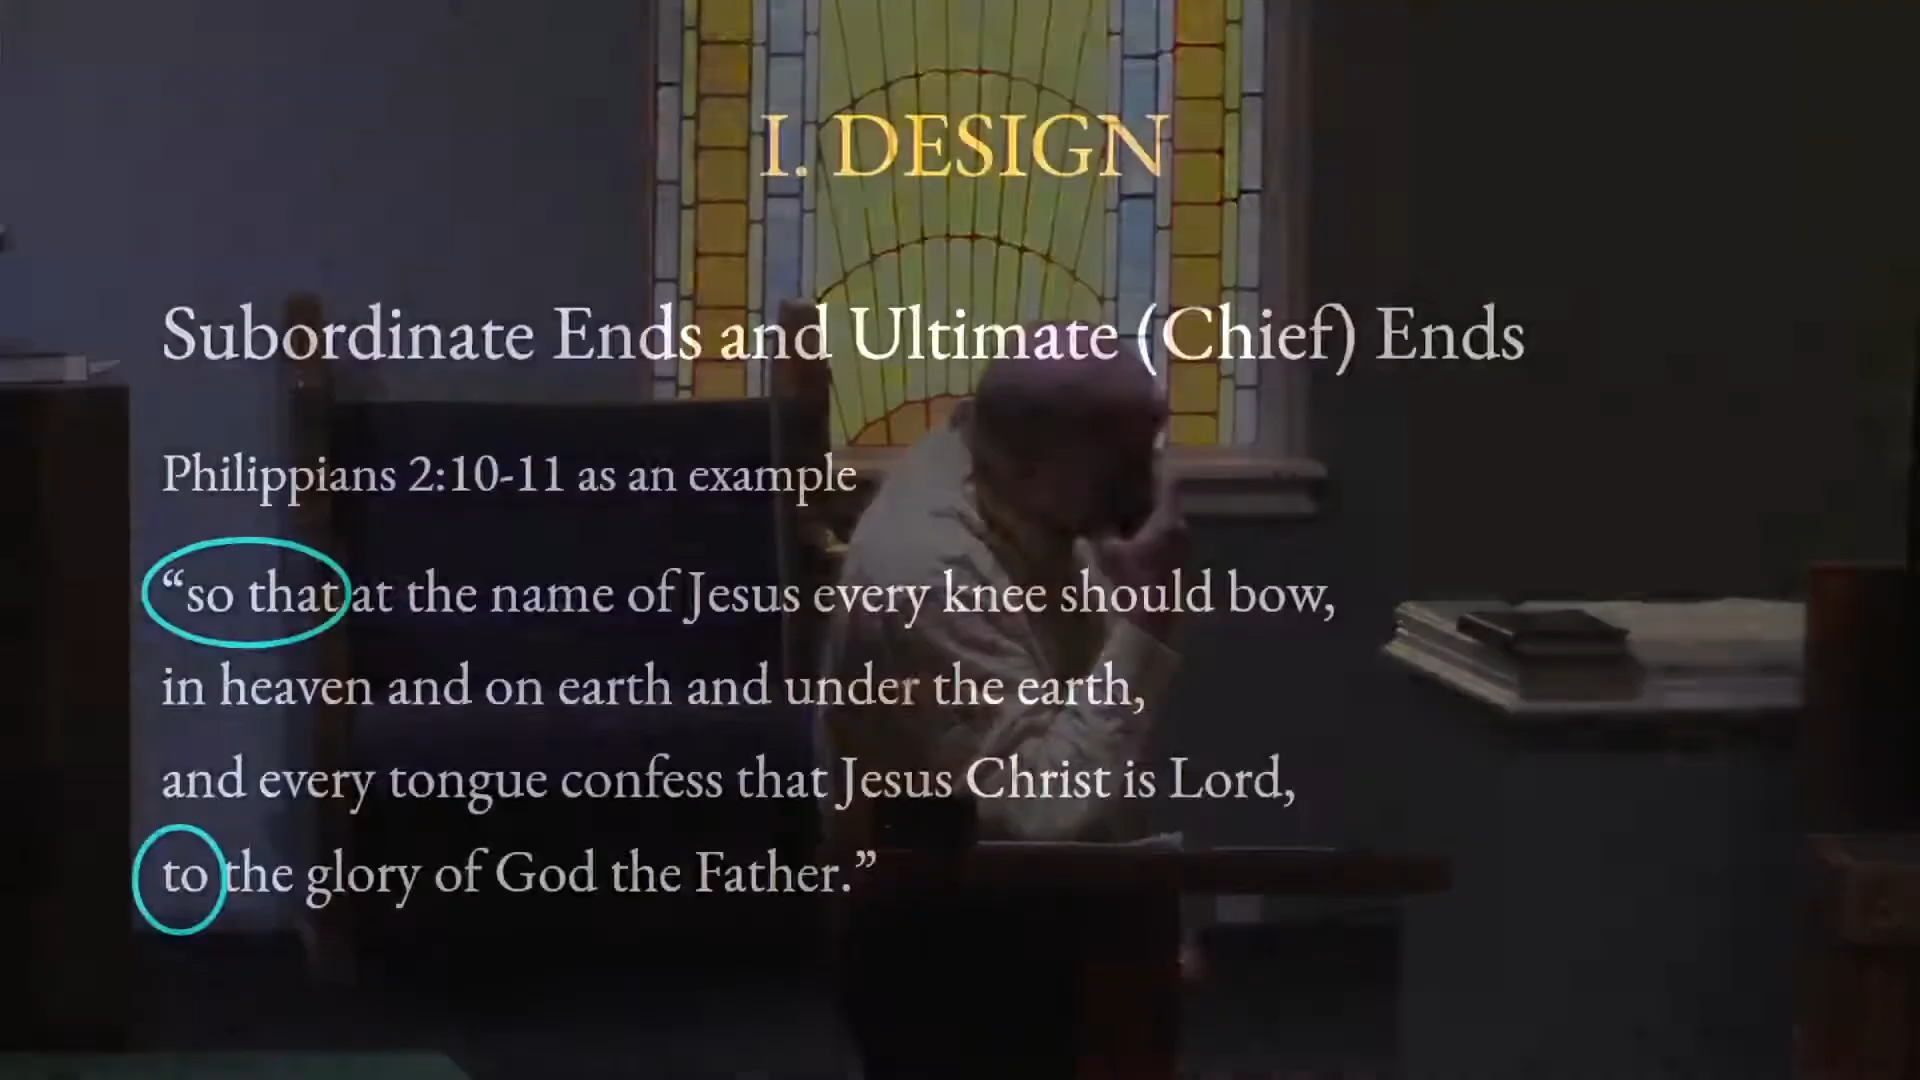 I. DESIGN
Subordinate Ends and Ultimate (Chief) Ends
Philippians 2:10-11 as an example
“so that at the name of Jesus every knee should bow,
in heaven and on earth and under the earth,
and every tongue confess that Jesus Christ is Lord,
to the glory of God the Father.”